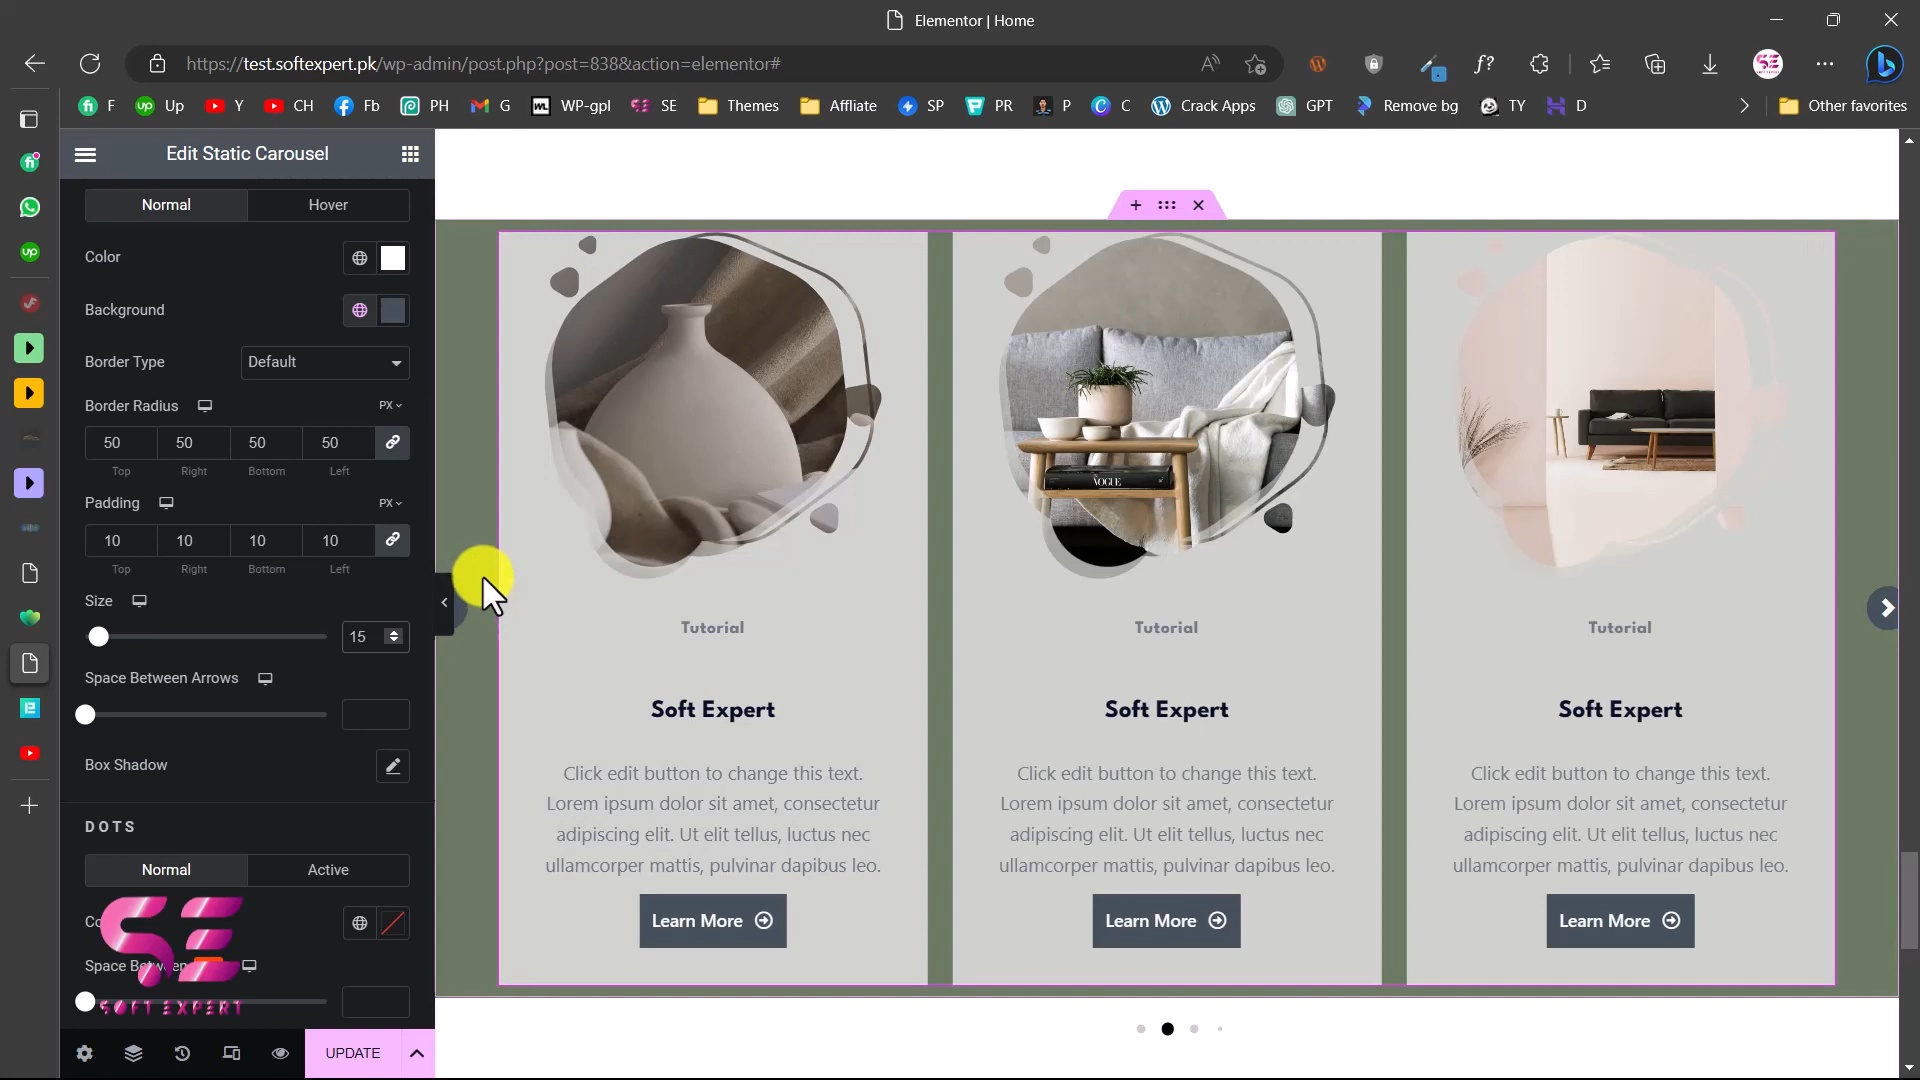 Elementor | Home
https://test.softexpert.pk/wp-admin/post.php?post=838&action=elementor#
F Up Y CH Fb PH G WP-gpl SE Themes Affliate SP PR P C Crack Apps GPT Remove bg TY D Other favorites
Edit Static Carousel
Normal Hover
Color
Background
Border Type Default
Border Radius PX
50 50 50 50
Top Right Bottom Left
Padding PX
10 10 10 10
Top Right Bottom Left
Size
15
Space Between Arrows
Box Shadow
DOTS
Normal Active
Space
SE
SOFT EXPERT
UPDATE
VOGUE
Tutorial
Soft Expert
Click edit button to change this text.
Lorem ipsum dolor sit amet, consectetur
adipiscing elit. Ut elit tellus, luctus nec
ullamcorper mattis, pulvinar dapibus leo.
Learn More
Tutorial
Soft Expert
Click edit button to change this text.
Lorem ipsum dolor sit amet, consectetur
adipiscing elit. Ut elit tellus, luctus nec
ullamcorper mattis, pulvinar dapibus leo.
Learn More
Tutorial
Soft Expert
Click edit button to change this text.
Lorem ipsum dolor sit amet, consectetur
adipiscing elit. Ut elit tellus, luctus nec
ullamcorper mattis, pulvinar dapibus leo.
Learn More